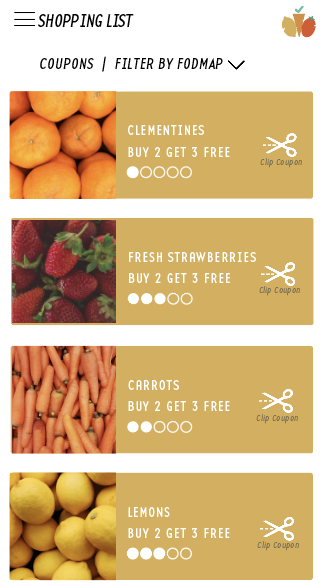 SHOPPING LIST
COUPONS | FILTER BY FODMAP
CLEMENTINES
BUY 2 GET 3 FREE
Clip Coupon
FRESH STRAWBERRIES
BUY 2 GET 3 FREE
Clip Coupon
CARROTS
BUY 2 GET 3 FREE
Clip Coupon
LEMONS
BUY 2 GET 3 FREE
Clip Coupon